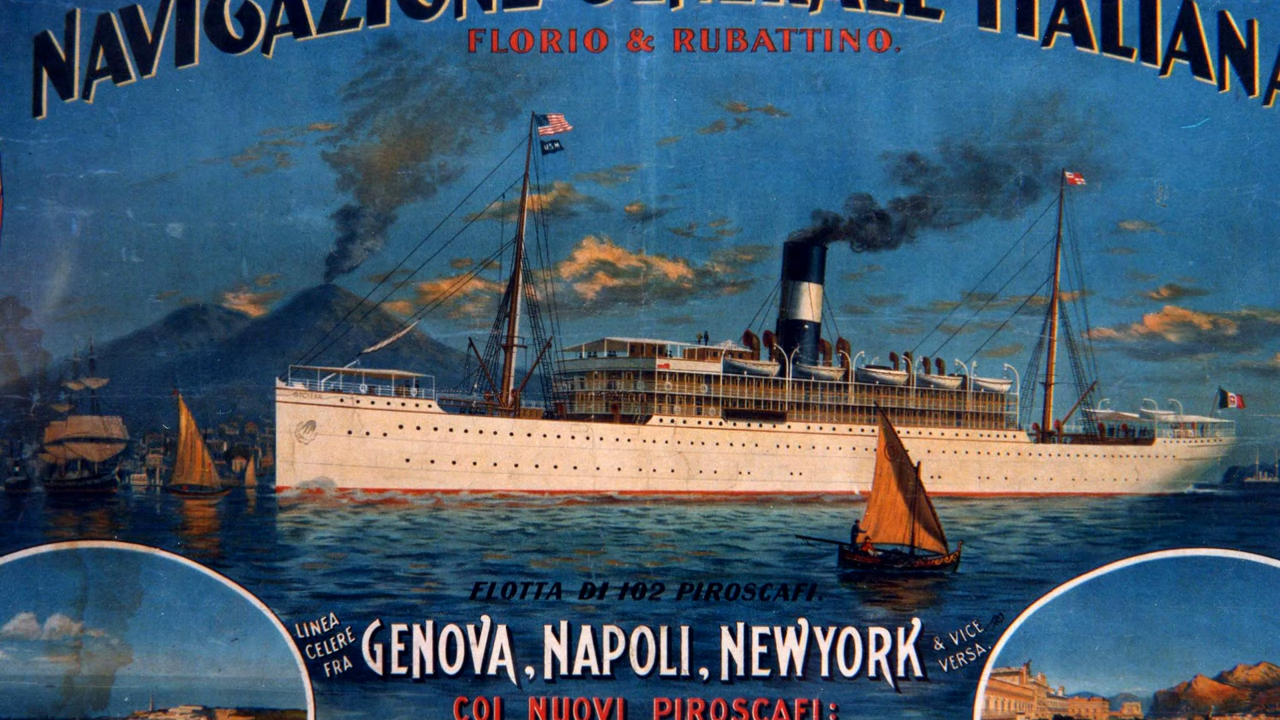 NAVIGAZIONE GENERALE ITALIANA
FLORIO & RUBATTINO.
FLOTTA DI 102 PIROSCAFI.
LINEA
CELERE
FRA
GENOVA, NAPOLI, NEWYORK
& VICE
VERSA.
COI NUOVI PIROSCAFI: